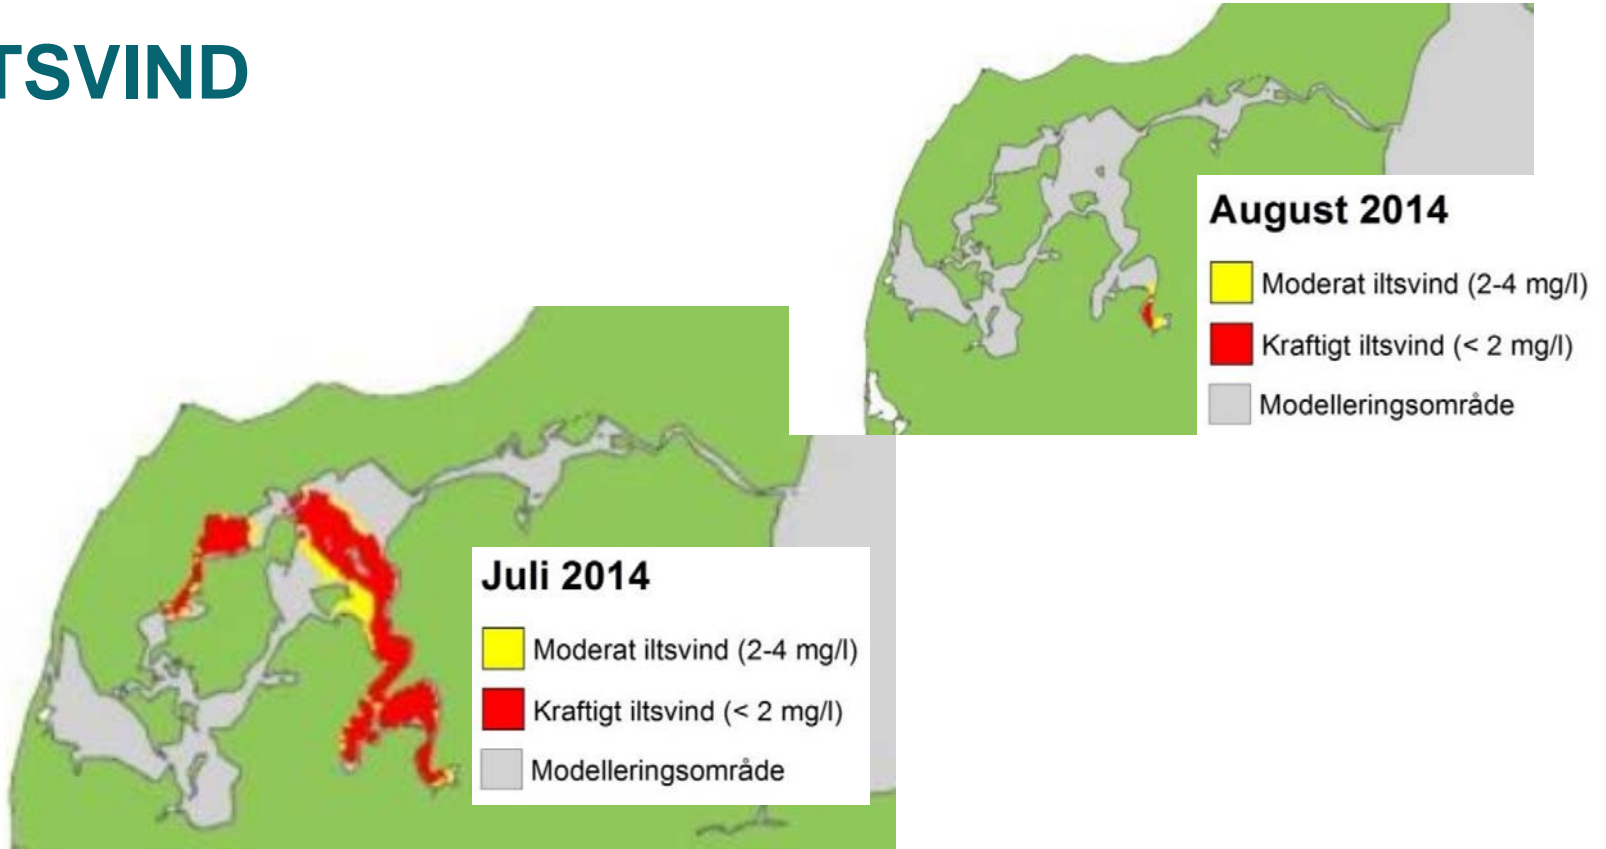 TSVIND
August 2014
Moderat iltsvind (2-4 mg/l)
Kraftigt iltsvind (< 2 mg/l)
Modelleringsområde
Juli 2014
Moderat iltsvind (2-4 mg/l)
Kraftigt iltsvind (< 2 mg/l)
Modelleringsområde